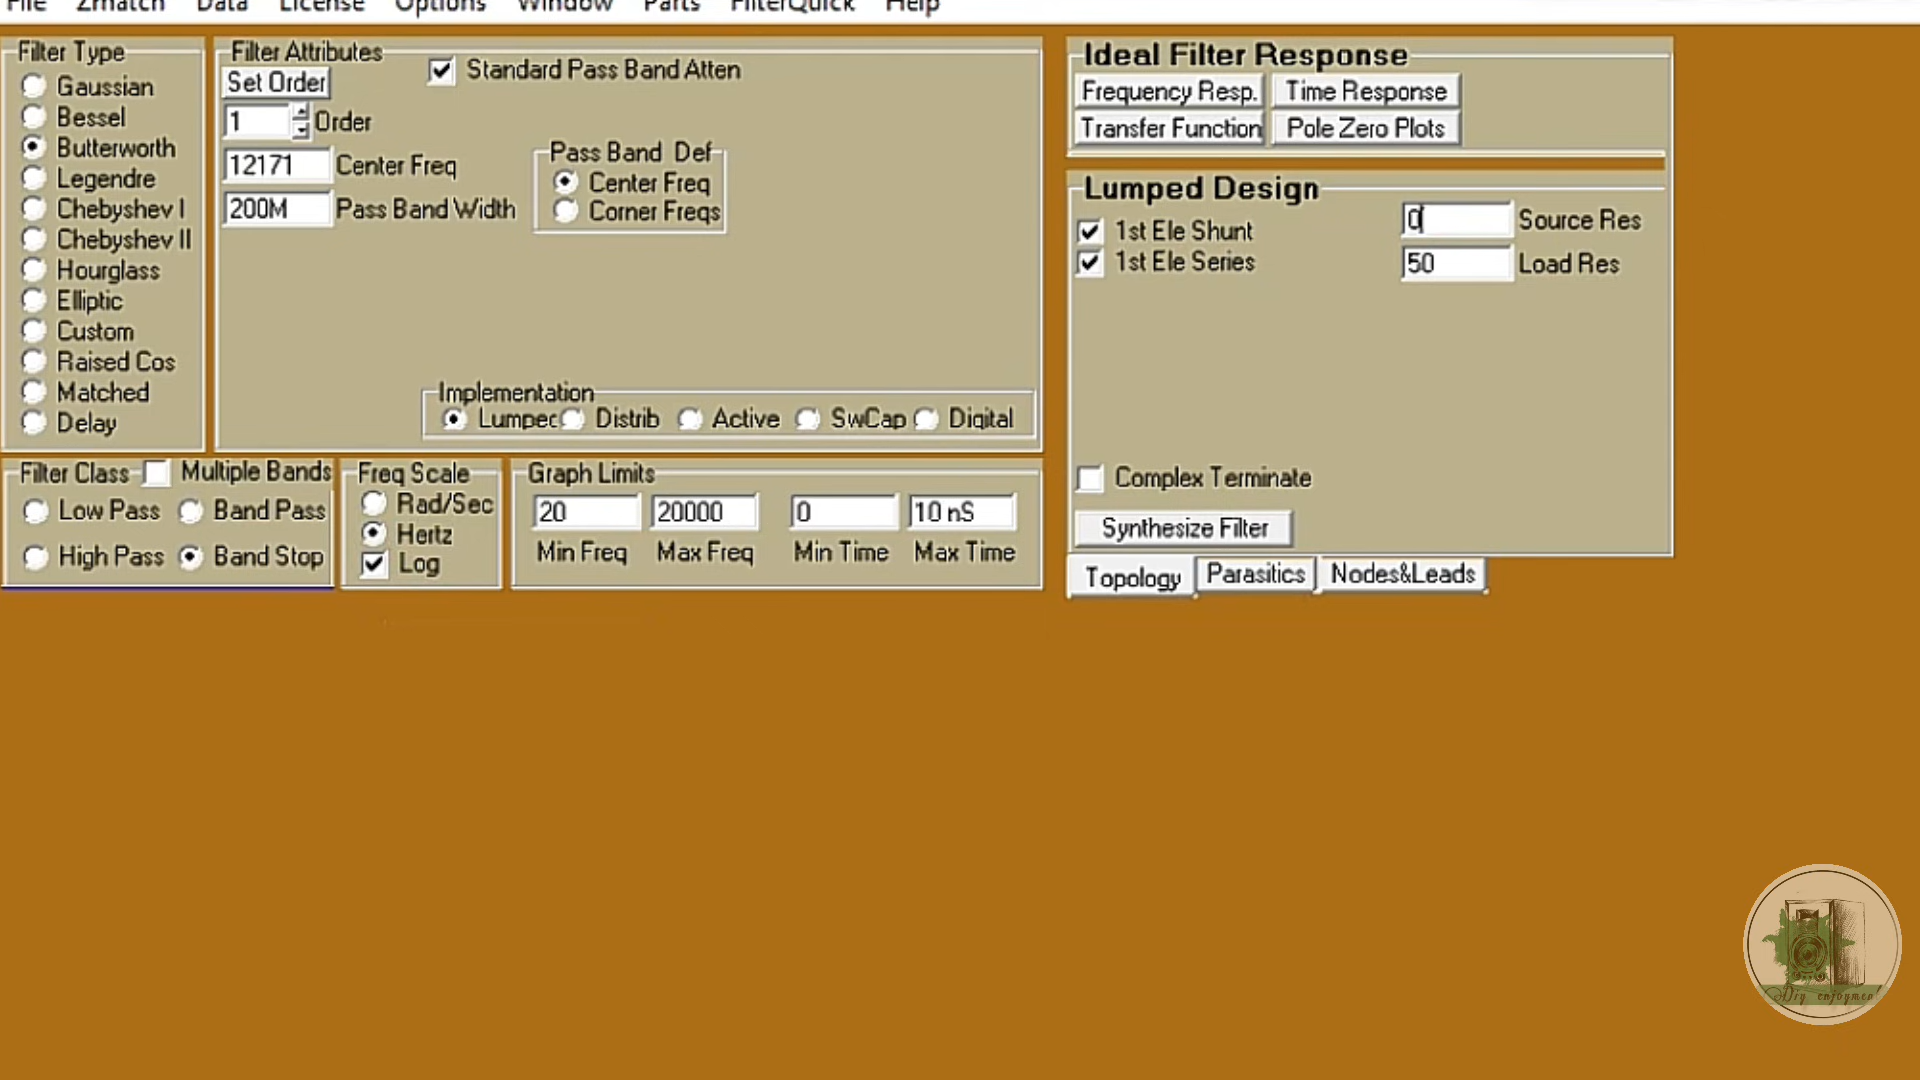 File Zmatch Data License Options Window Parts FilterQuick Help
Filter Type
Gaussian
Bessel
Butterworth
Legendre
Chebyshev I
Chebyshev II
Hourglass
Elliptic
Custom
Raised Cos
Matched
Delay
Filter Attributes
Set Order
Standard Pass Band Atten
1 Order
12171 Center Freq
200M Pass Band Width
Pass Band Def
Center Freq
Corner Freqs
Implementation
Lumped Distrib Active SwCap Digital
Filter Class Multiple Bands
Low Pass Band Pass
High Pass Band Stop
Freq Scale
Rad/Sec
Hertz
Log
Graph Limits
20 20000 0 10 nS
Min Freq Max Freq Min Time Max Time
Ideal Filter Response
Frequency Resp. Time Response
Transfer Function Pole Zero Plots
Lumped Design
1st Ele Shunt
1st Ele Series
0 Source Res
50 Load Res
Complex Terminate
Synthesize Filter
Topology Parasitics Nodes&Leads
Diy enjoyment